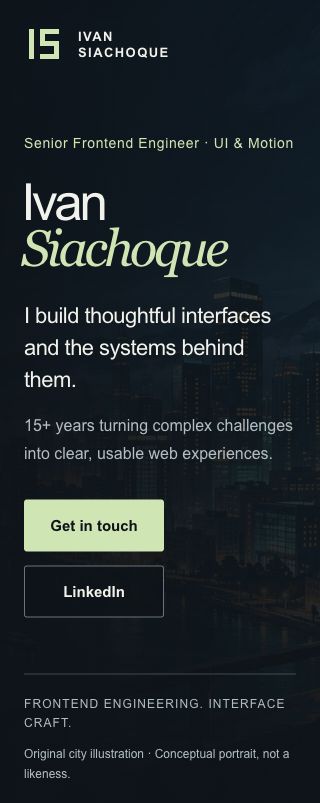 IS
IVAN
SIACHOQUE
Senior Frontend Engineer · UI & Motion
Ivan
Siachoque
I build thoughtful interfaces
and the systems behind
them.
15+ years turning complex challenges
into clear, usable web experiences.
Get in touch
LinkedIn
FRONTEND ENGINEERING. INTERFACE
CRAFT.
Original city illustration · Conceptual portrait, not a
likeness.